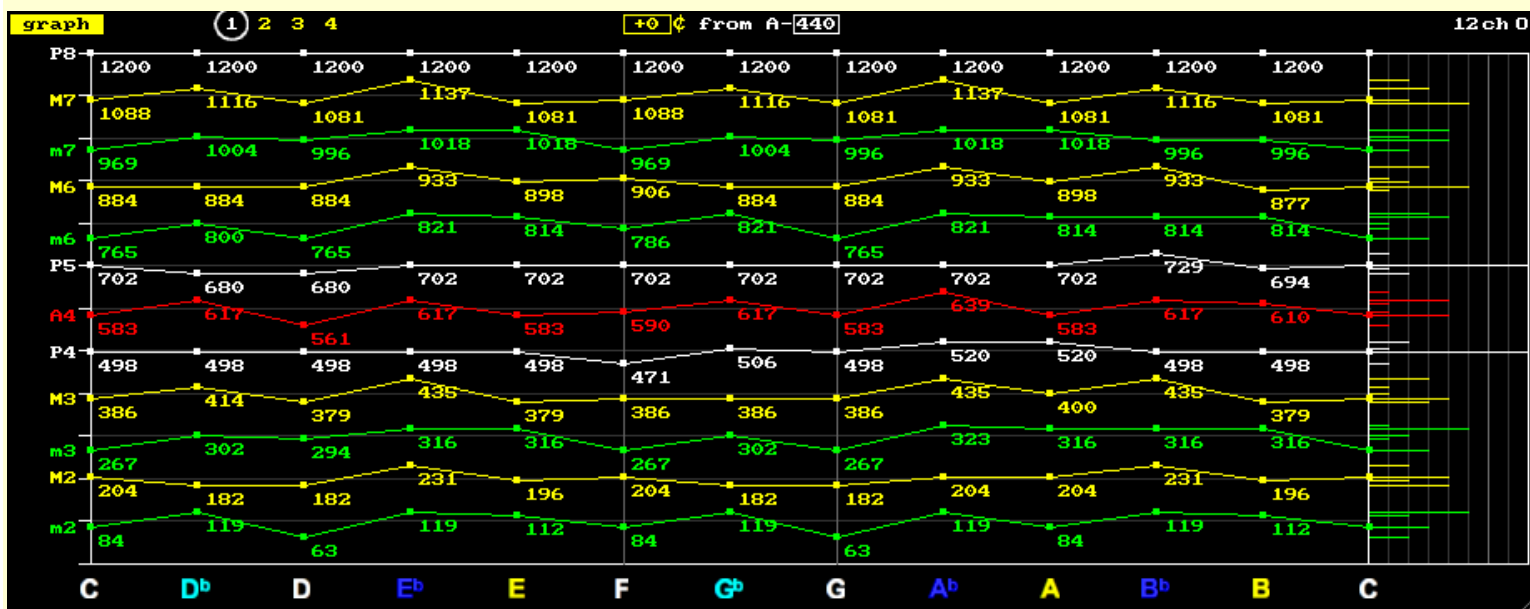 graph 1 2 3 4 +0 ¢ from A-440 12ch 0
P8 1200 1200 1200 1200 1200 1200 1200 1200 1200 1200 1200 1200
M7 1088 1116 1081 1137 1081 1088 1116 1081 1137 1081 1116 1081
m7 969 1004 996 1018 1018 969 1004 996 1018 1018 996 996
M6 884 884 884 933 898 906 884 884 933 898 933 877
m6 765 800 765 821 814 786 821 765 821 814 814 814
P5 702 680 680 702 702 702 702 702 702 702 729 694
A4 583 617 561 617 583 590 617 583 639 583 617 610
P4 498 498 498 498 498 471 506 498 520 520 498 498
M3 386 414 379 435 379 386 386 386 435 400 435 379
m3 267 302 294 316 316 267 302 267 323 316 316 316
M2 204 182 182 231 196 204 182 182 204 204 231 196
m2 84 119 63 119 112 84 119 63 119 84 119 112
C D♭ D E♭ E F G♭ G A♭ A B♭ B C